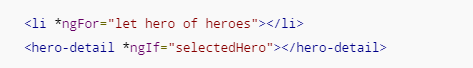 <li *ngFor="let hero of heroes"></li>
<hero-detail *ngIf="selectedHero"></hero-detail>